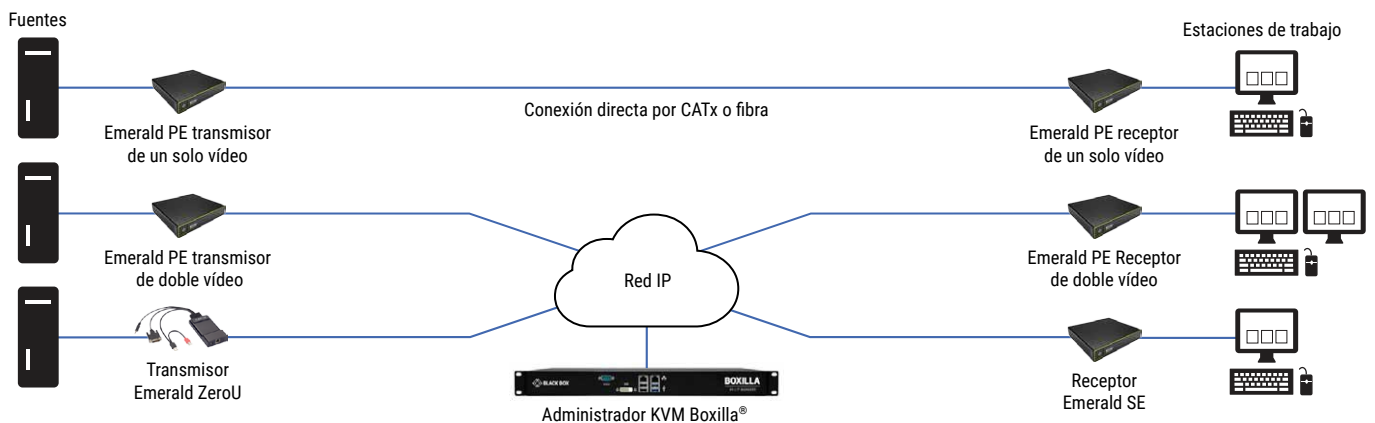 Fuentes
Estaciones de trabajo
Conexión directa por CATx o fibra
Emerald PE transmisor
de un solo vídeo
Emerald PE receptor
de un solo vídeo
Emerald PE transmisor
de doble vídeo
Red IP
Emerald PE Receptor
de doble vídeo
Transmisor
Emerald ZeroU
BLACK BOX
BOXILLA
Administrador KVM Boxilla®
Receptor
Emerald SE